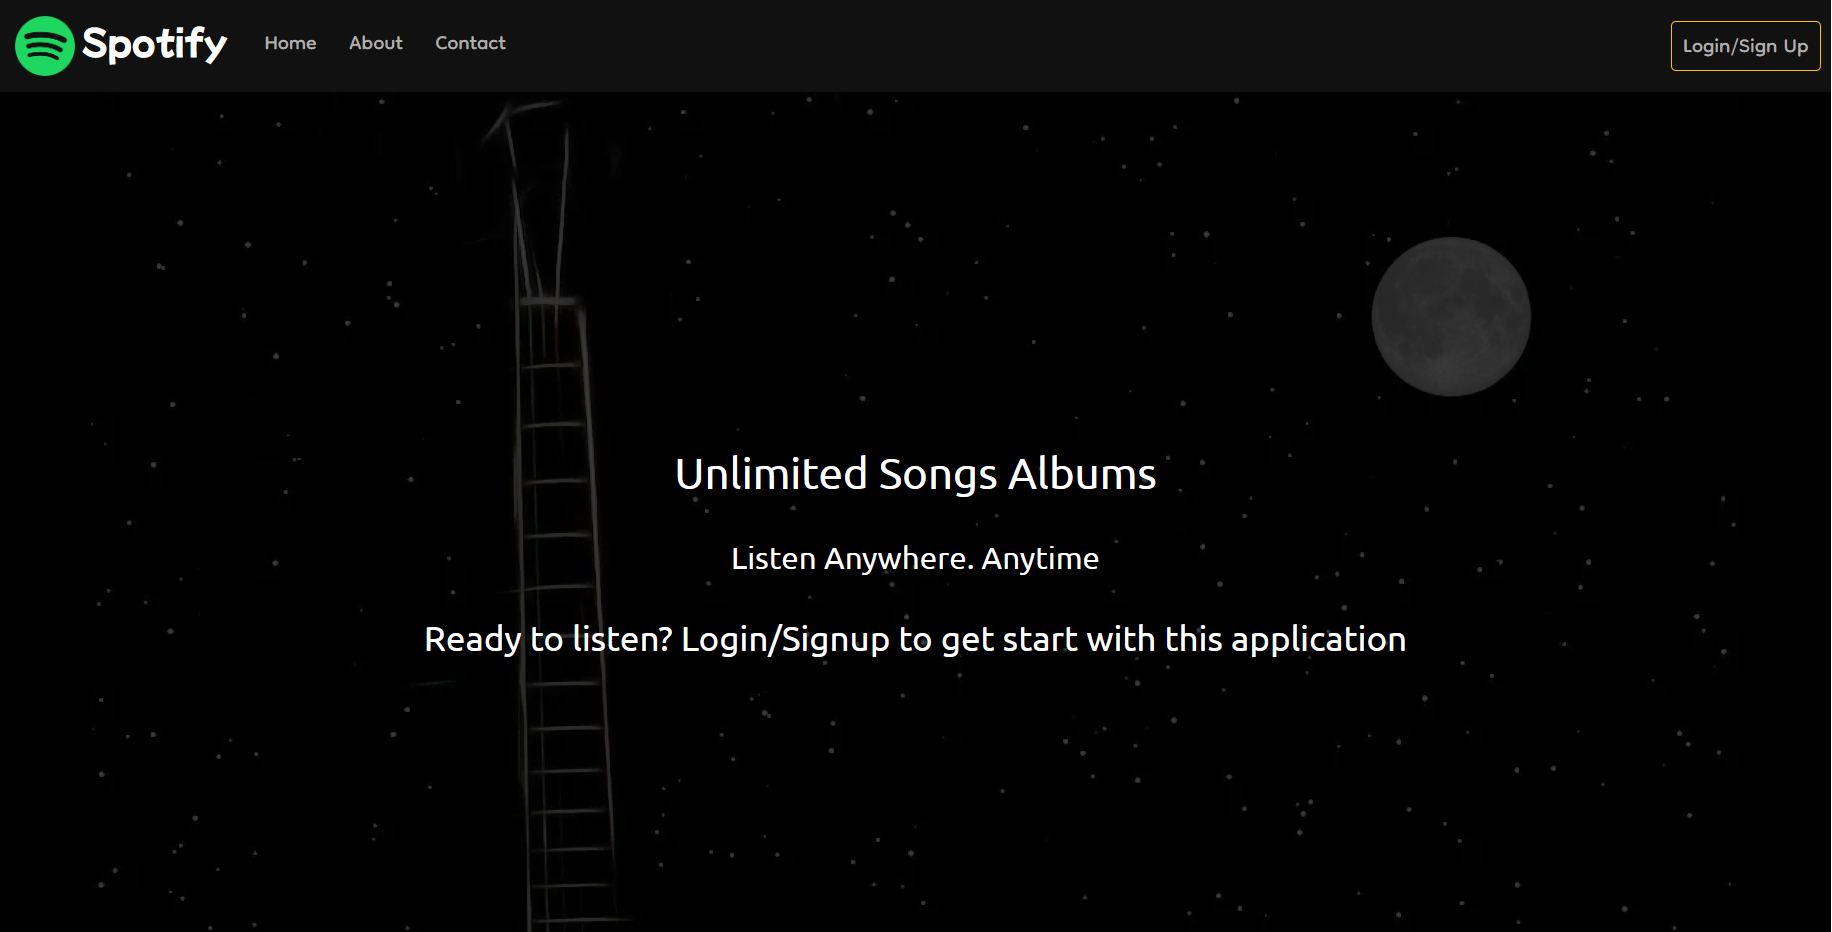 Spotify Home About Contact Login/Sign Up
Unlimited Songs Albums
Listen Anywhere. Anytime
Ready to listen? Login/Signup to get start with this application